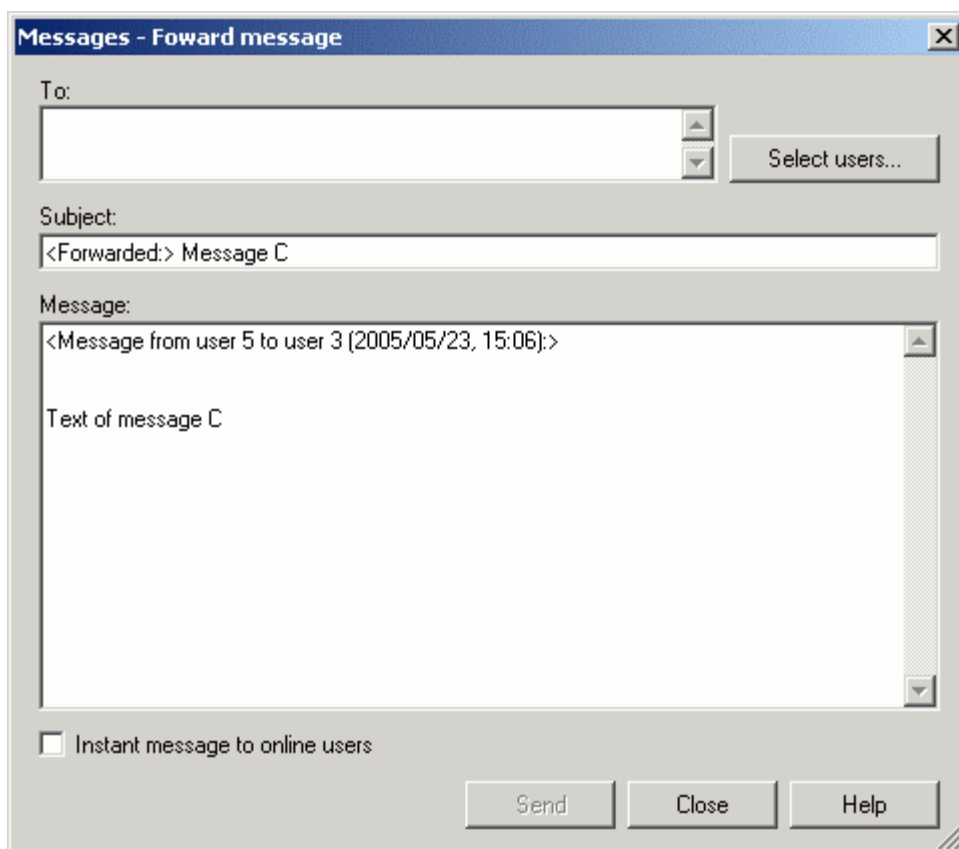 Messages - Foward message
To:
Select users...
Subject:
<Forwarded:> Message C
Message:
<Message from user 5 to user 3 (2005/05/23, 15:06):>
Text of message C
Instant message to online users
Send Close Help